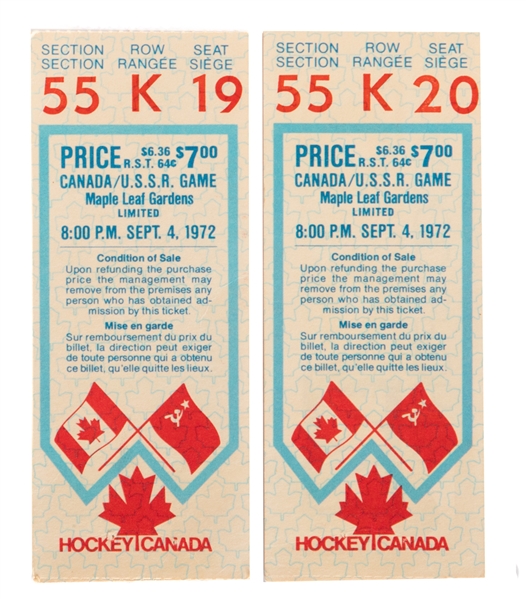 SECTION ROW SEAT
SECTION RANGÉE SIÈGE
55 K 19
PRICE $6.36 $7.00
R.S.T. 64¢
CANADA/U.S.S.R. GAME
Maple Leaf Gardens
LIMITED
8:00 P.M. SEPT. 4, 1972
Condition of Sale
Upon refunding the purchase
price the management may
remove from the premises any
person who has obtained ad-
mission by this ticket.
Mise en garde
Sur remboursement du prix du
billet, la direction peut exiger
de toute personne qui a obtenu
ce billet, qu'elle quitte les lieux.
HOCKEY CANADA
SECTION ROW SEAT
SECTION RANGÉE SIÈGE
55 K 20
PRICE $6.36 $7.00
R.S.T. 64¢
CANADA/U.S.S.R. GAME
Maple Leaf Gardens
LIMITED
8:00 P.M. SEPT. 4, 1972
Condition of Sale
Upon refunding the purchase
price the management may
remove from the premises any
person who has obtained ad-
mission by this ticket.
Mise en garde
Sur remboursement du prix du
billet, la direction peut exiger
de toute personne qui a obtenu
ce billet, qu'elle quitte les lieux.
HOCKEY CANADA